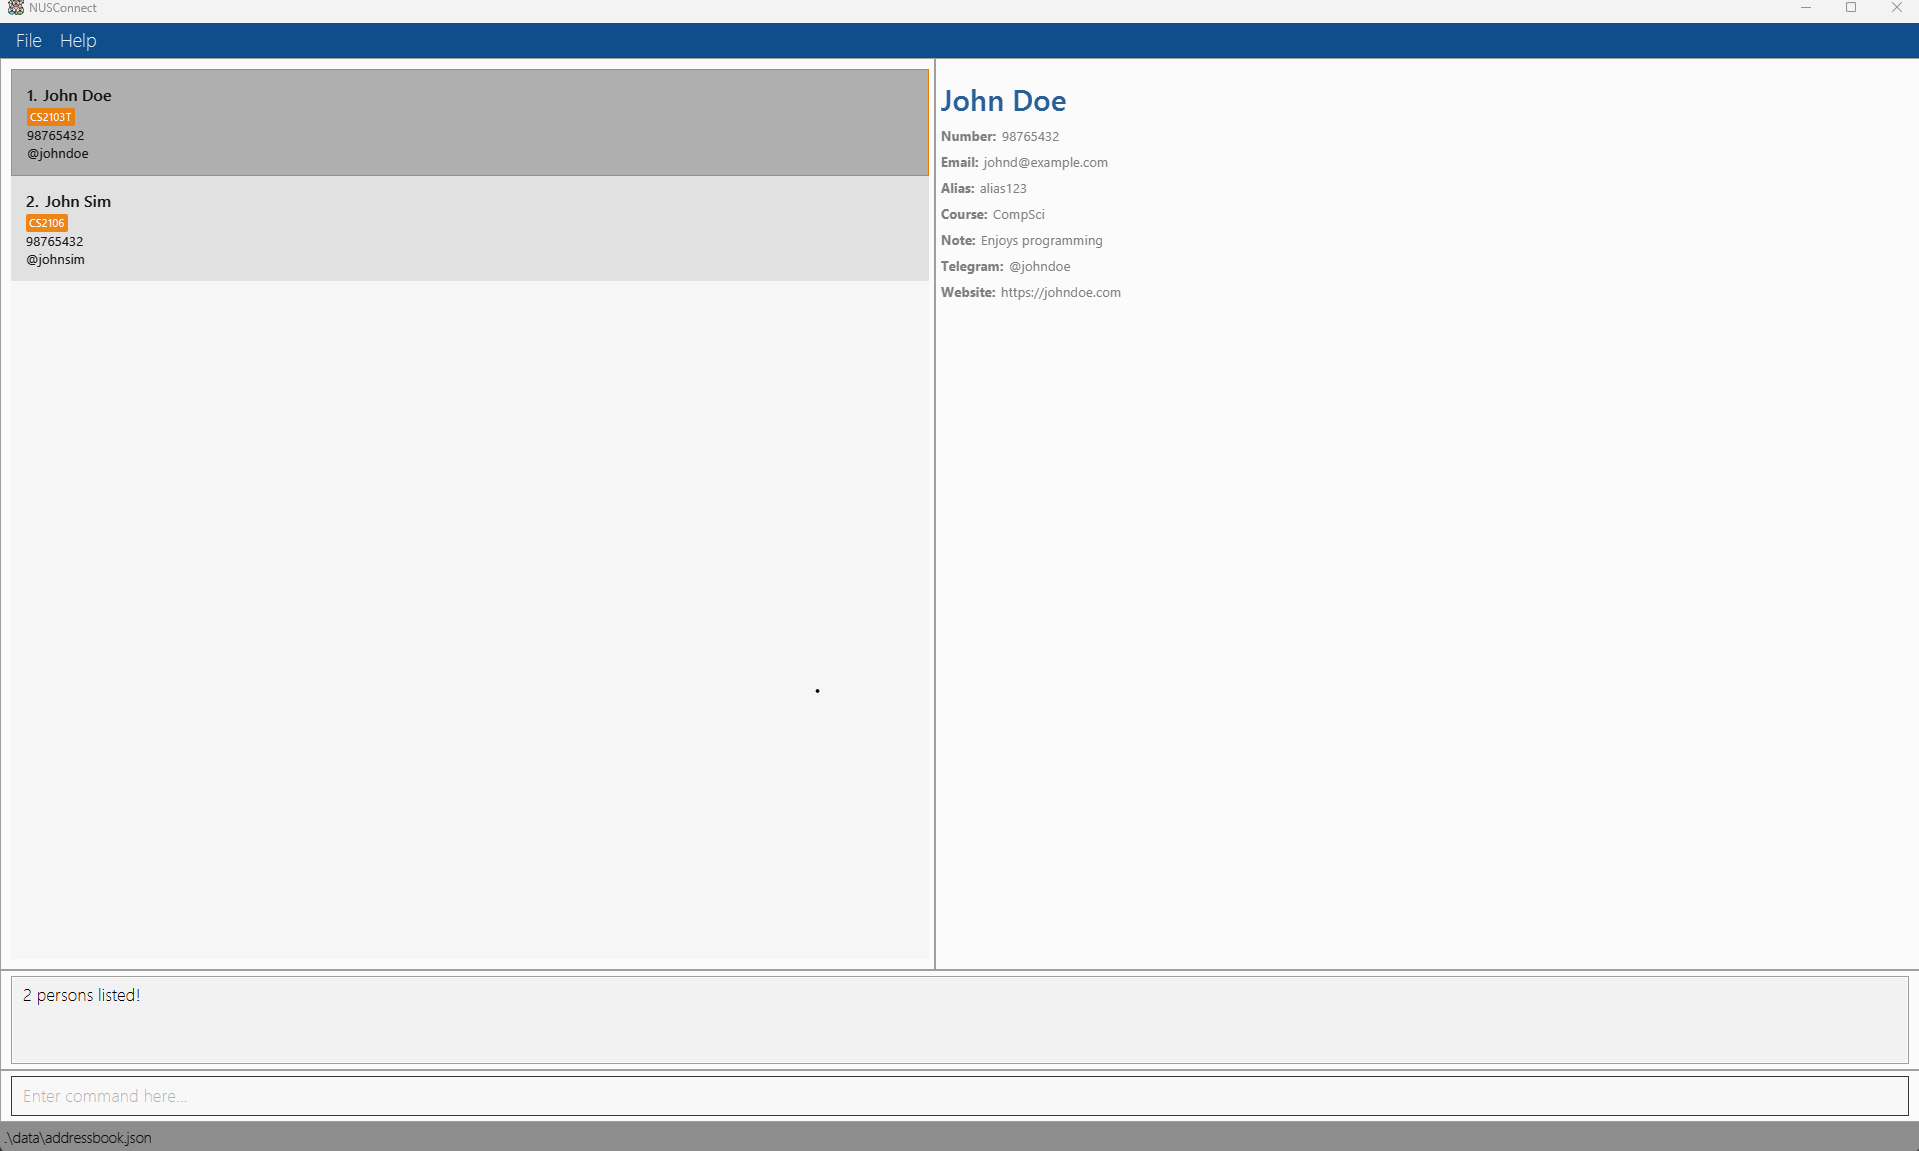 NUSConnect
File Help
1. John Doe
CS2103T
98765432
@johndoe
2. John Sim
CS2106
98765432
@johnsim
John Doe
Number: 98765432
Email: johnd@example.com
Alias: alias123
Course: CompSci
Note: Enjoys programming
Telegram: @johndoe
Website: https://johndoe.com
2 persons listed!
Enter command here...
.\data\addressbook.json